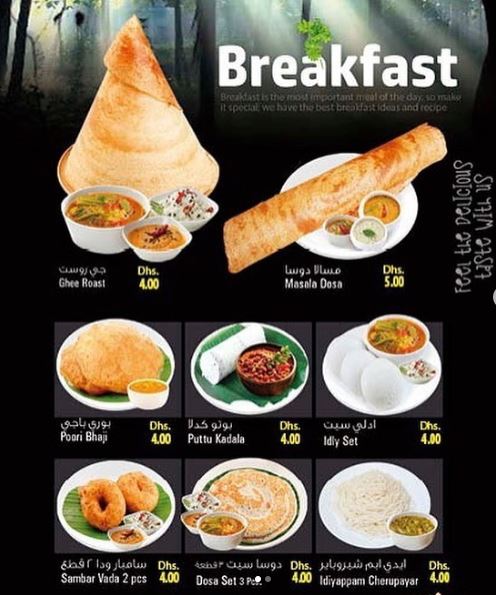 Breakfast
Breakfast is the most important meal of the day, so make
it special, we have the best breakfast ideas and recipe
Feel the Delicious
taste with us
جي روست
Ghee Roast
Dhs.
4.00
مسالا دوسا
Masala Dosa
Dhs.
5.00
بوري باجي
Poori Bhaji
Dhs.
4.00
بوتو كدلا
Puttu Kadala
Dhs.
4.00
ادلي سيت
Idly Set
Dhs.
4.00
سامبار ودا ٢ قطع
Sambar Vada 2 pcs
Dhs.
4.00
دوسا سيت ٣ قطعة
Dosa Set 3 Pcs.
Dhs.
4.00
ايدي ابم شيروباير
Idiyappam Cherupayar
Dhs.
4.00